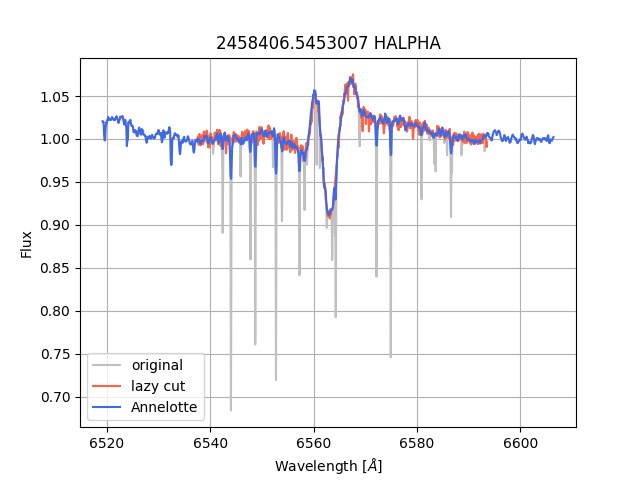 2458406.5453007 HALPHA
Flux
1.05
1.00
0.95
0.90
0.85
0.80
0.75
0.70
original
lazy cut
Annelotte
6520 6540 6560 6580 6600
Wavelength [Å]